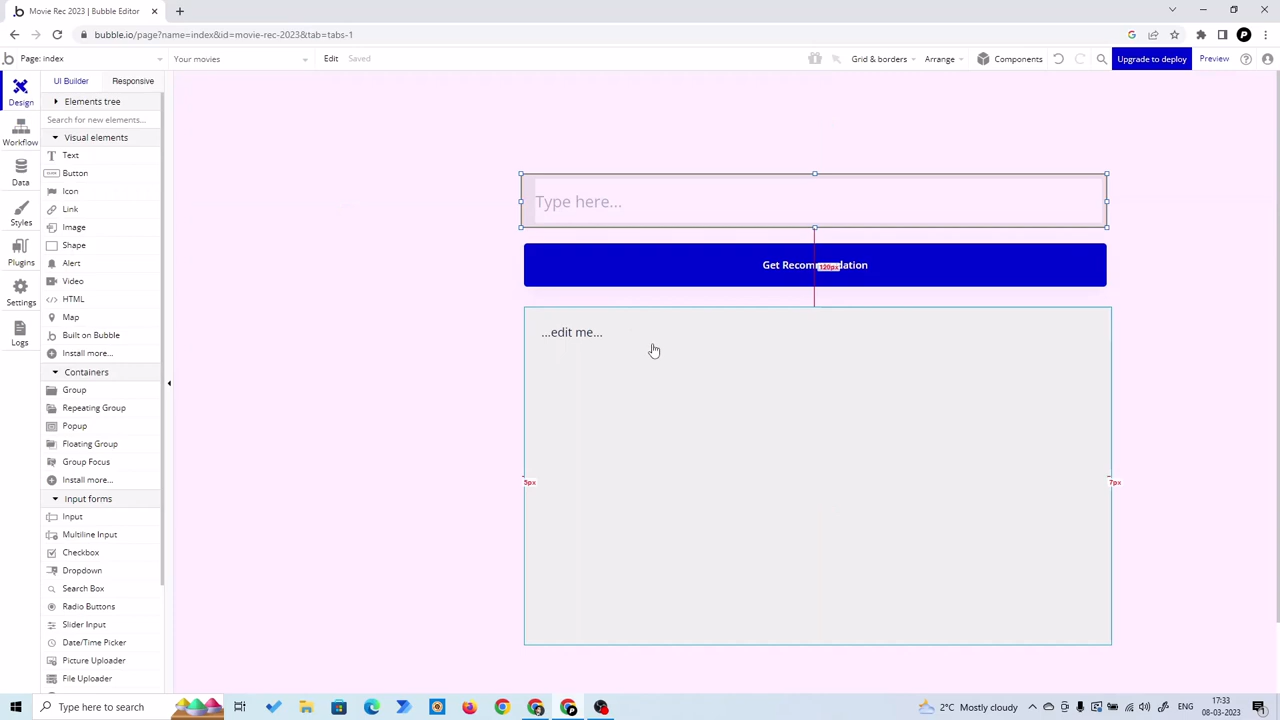 Movie Rec 2023 | Bubble Editor
bubble.io/page?name=index&id=movie-rec-2023&tab=tabs-1
Page: index
Your movies
Edit
Saved
Grid & borders
Arrange
Components
Upgrade to deploy
Preview
UI Builder
Responsive
Design
Workflow
Data
Styles
Plugins
Settings
Logs
Elements tree
Search for new elements...
Visual elements
Text
Button
Icon
Link
Image
Shape
Alert
Video
HTML
Map
Built on Bubble
Install more...
Containers
Group
Repeating Group
Popup
Floating Group
Group Focus
Install more...
Input forms
Input
Multiline Input
Checkbox
Dropdown
Search Box
Radio Buttons
Slider Input
Date/Time Picker
Picture Uploader
File Uploader
Type here...
Get Recommendation
120px
...edit me...
5px
7px
Type here to search
2°C Mostly cloudy
ENG
17:33
08-03-2023